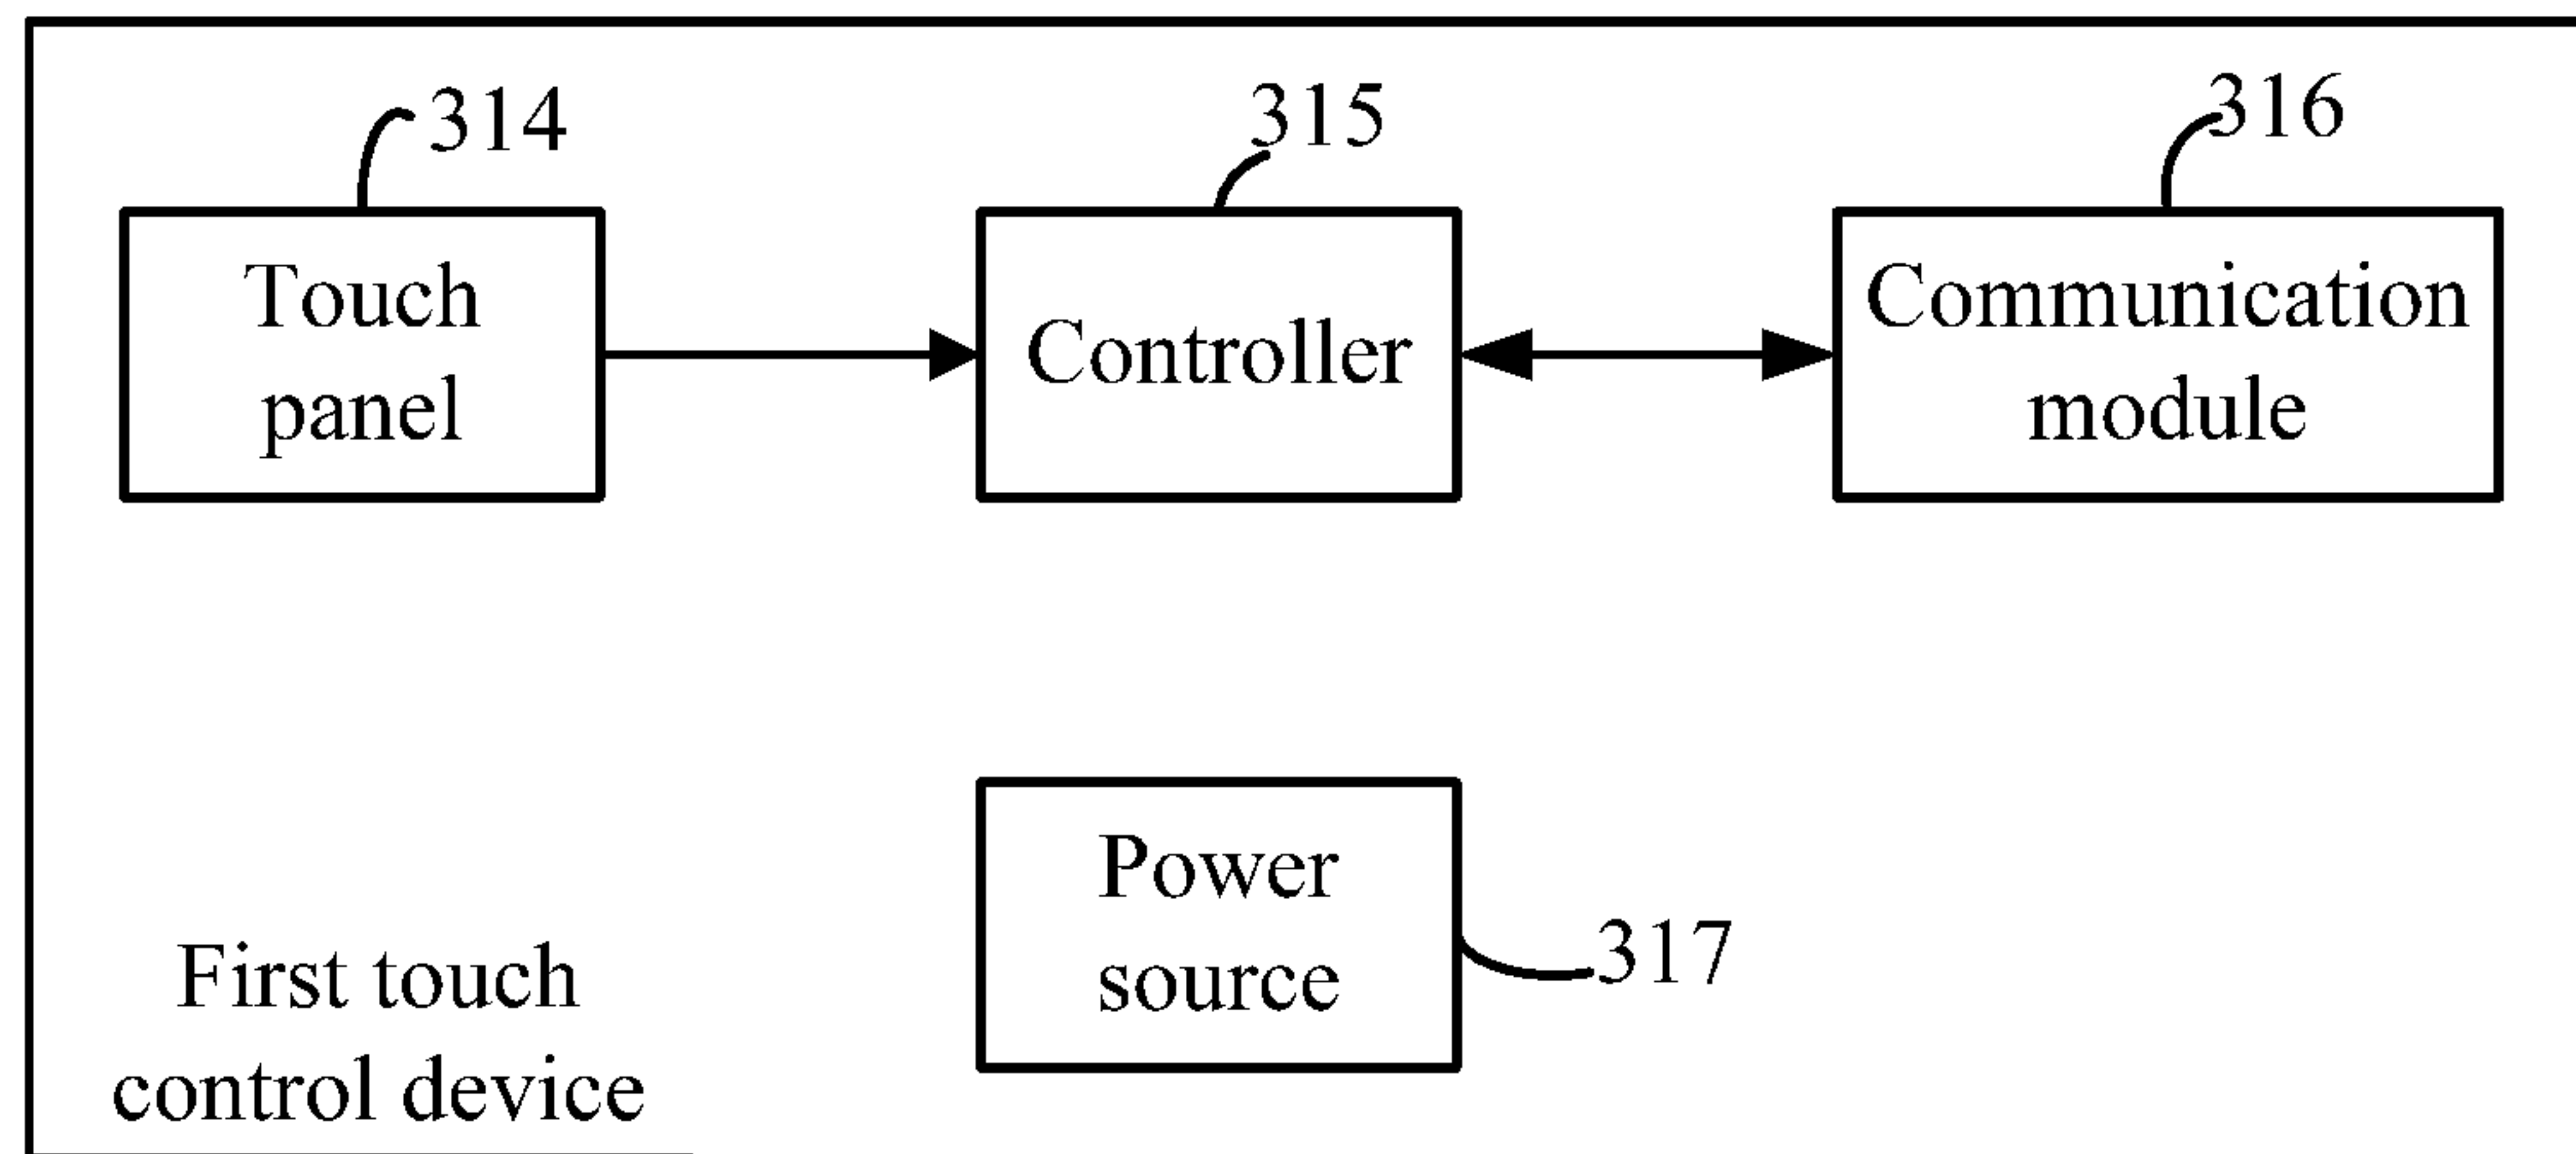 314
315
316
Touch
panel
Controller
Communication
module
Power
source
317
First touch
control device